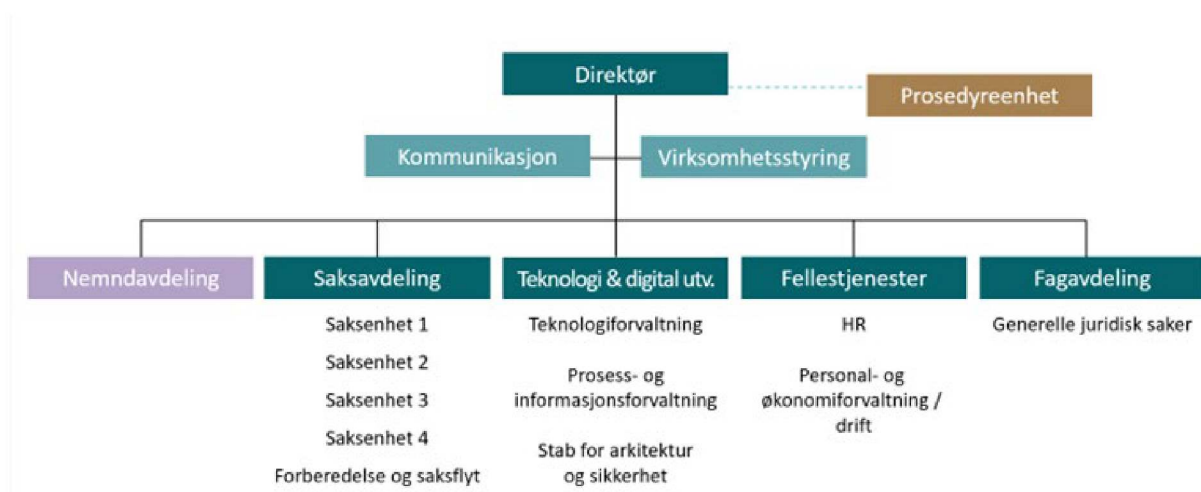 Direktør
Prosedyreenhet
Kommunikasjon
Virksomhetsstyring
Nemndavdeling
Saksavdeling
Saksenhet 1
Saksenhet 2
Saksenhet 3
Saksenhet 4
Forberedelse og saksflyt
Teknologi & digital utv.
Teknologiforvaltning
Prosess- og
informasjonsforvaltning
Stab for arkitektur
og sikkerhet
Fellestjenester
HR
Personal- og
økonomiforvaltning /
drift
Fagavdeling
Generelle juridisk saker